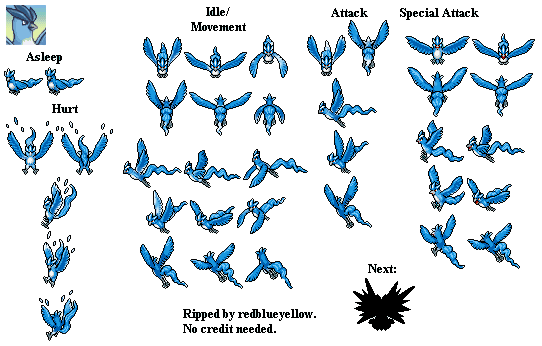 Idle/
Movement
Attack
Special Attack
Asleep
Hurt
Next:
Ripped by redblueyellow.
No credit needed.